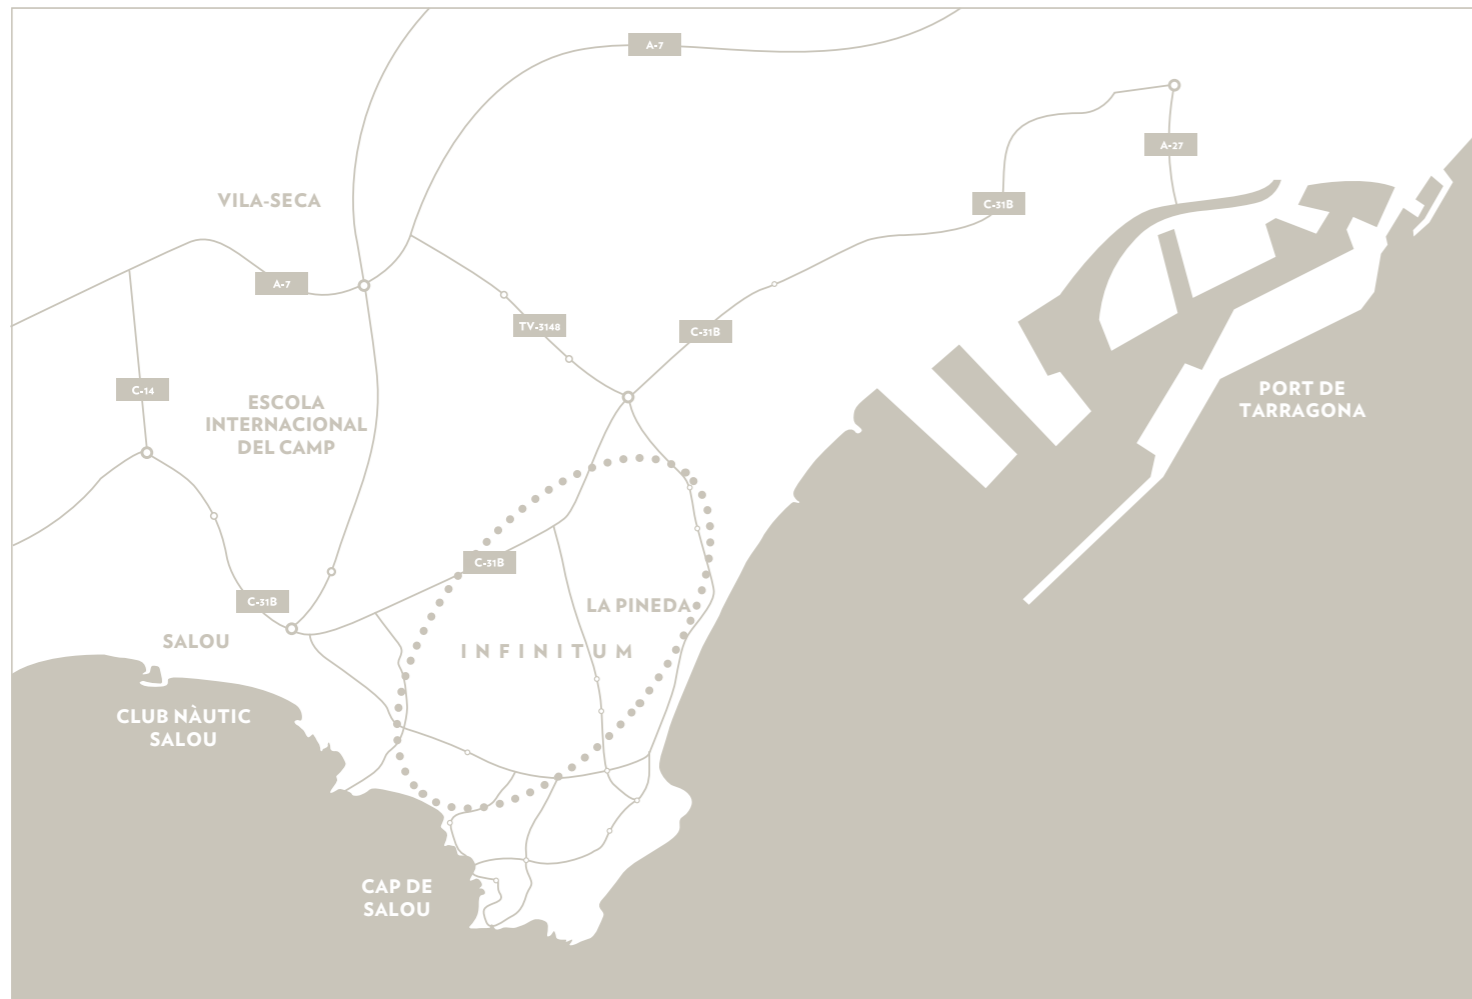 A-7
A-27
VILA-SECA
C-31B
A-7
TV-3148
C-31B
C-14
PORT DE
TARRAGONA
ESCOLA
INTERNACIONAL
DEL CAMP
C-31B
C-31B
LA PINEDA
SALOU
INFINITUM
CLUB NÀUTIC
SALOU
CAP DE
SALOU